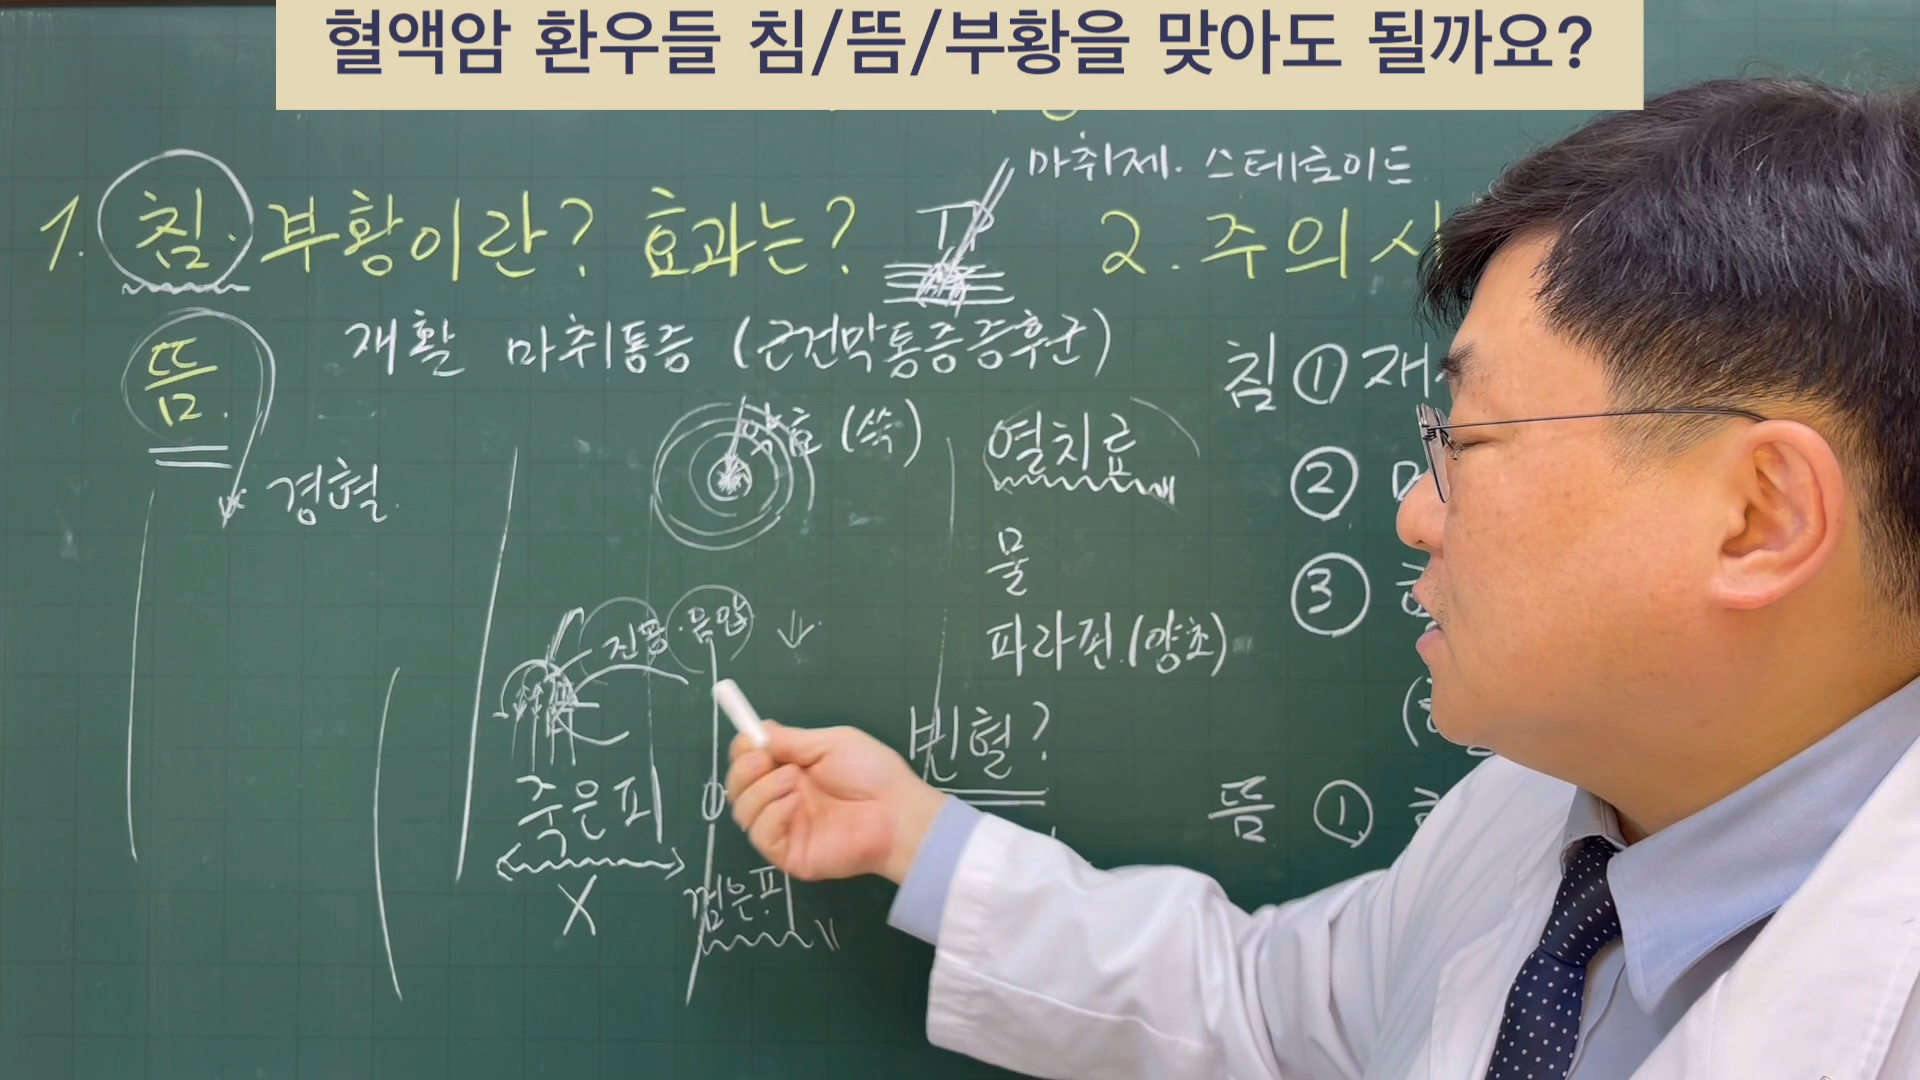 혈액암 환우들 침/뜸/부황을 맞아도 될까요?
마취제. 스테로이드
1. 침. 부황이란? 효과는?
TP
2. 주의사
재활 마취통증 (근건막통증증후군)
뜸.
침 ① 재
(쑥)
열치료
경혈.
②
물
③
진공.음압
파라핀.(양초)
빈혈?
죽은피
뜸 ①
X
검은피